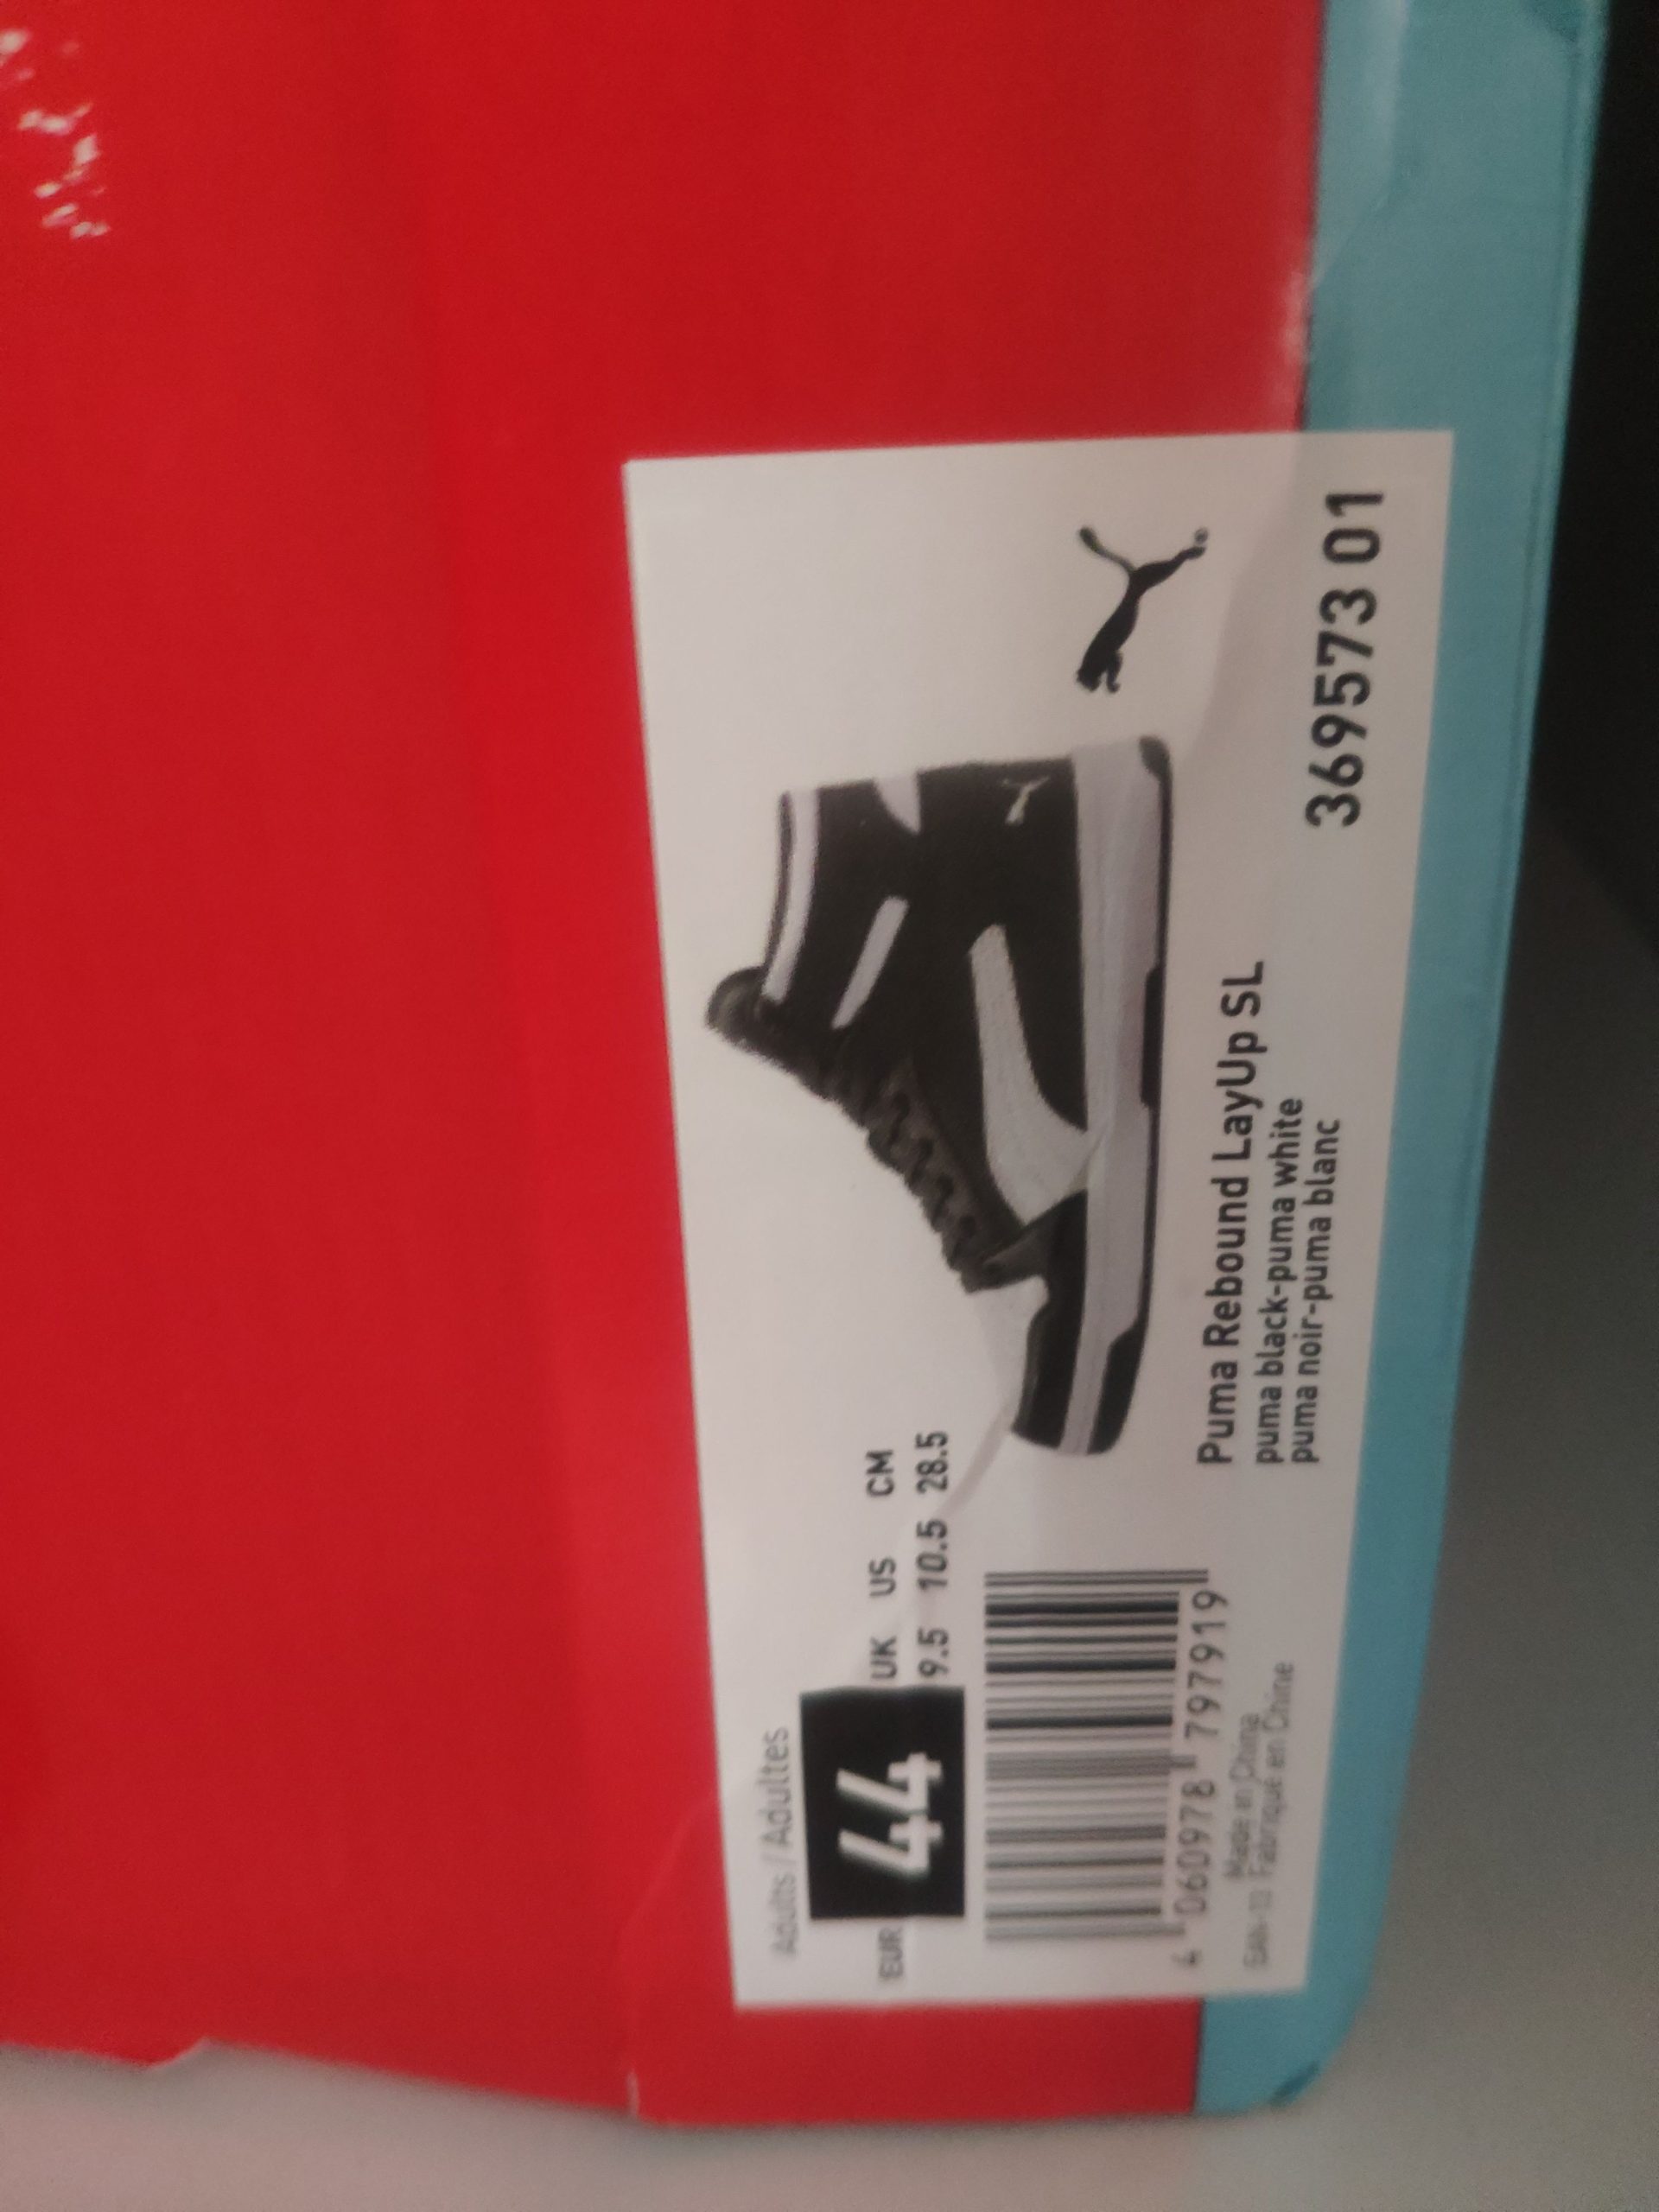 Adults / Adultes
EUR 44
UK US CM
9.5 10.5 28.5
4 060978 797919
Made in China
Fabriqué en Chine
Puma Rebound LayUp SL
puma black-puma white
puma noir-puma blanc
369573 01